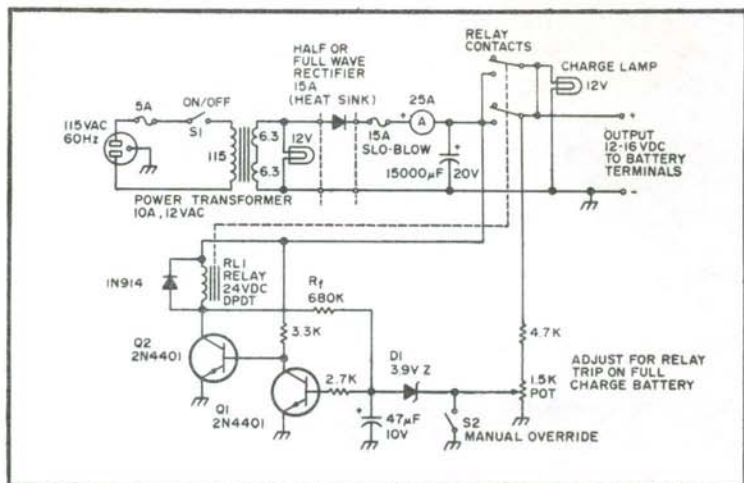 RELAY
CONTACTS
HALF OR
FULL WAVE
RECTIFIER
15A
(HEAT SINK)
CHARGE LAMP
12V
5A
ON/OFF
S1
25A
115VAC
60Hz
115
6.3
6.3
12V
15A
SLO-BLOW
+
A
+
15000µF
20V
+
OUTPUT
12-16 VDC
TO BATTERY
TERMINALS
-
POWER TRANSFORMER
10A, 12VAC
1N914
RL1
RELAY
24VDC
DPDT
Rf
680K
3.3K
4.7K
Q2
2N4401
D1
3.9V Z
2.7K
1.5K
POT
ADJUST FOR RELAY
TRIP ON FULL
CHARGE BATTERY
Q1
2N4401
+
47µF
10V
S2
MANUAL OVERRIDE